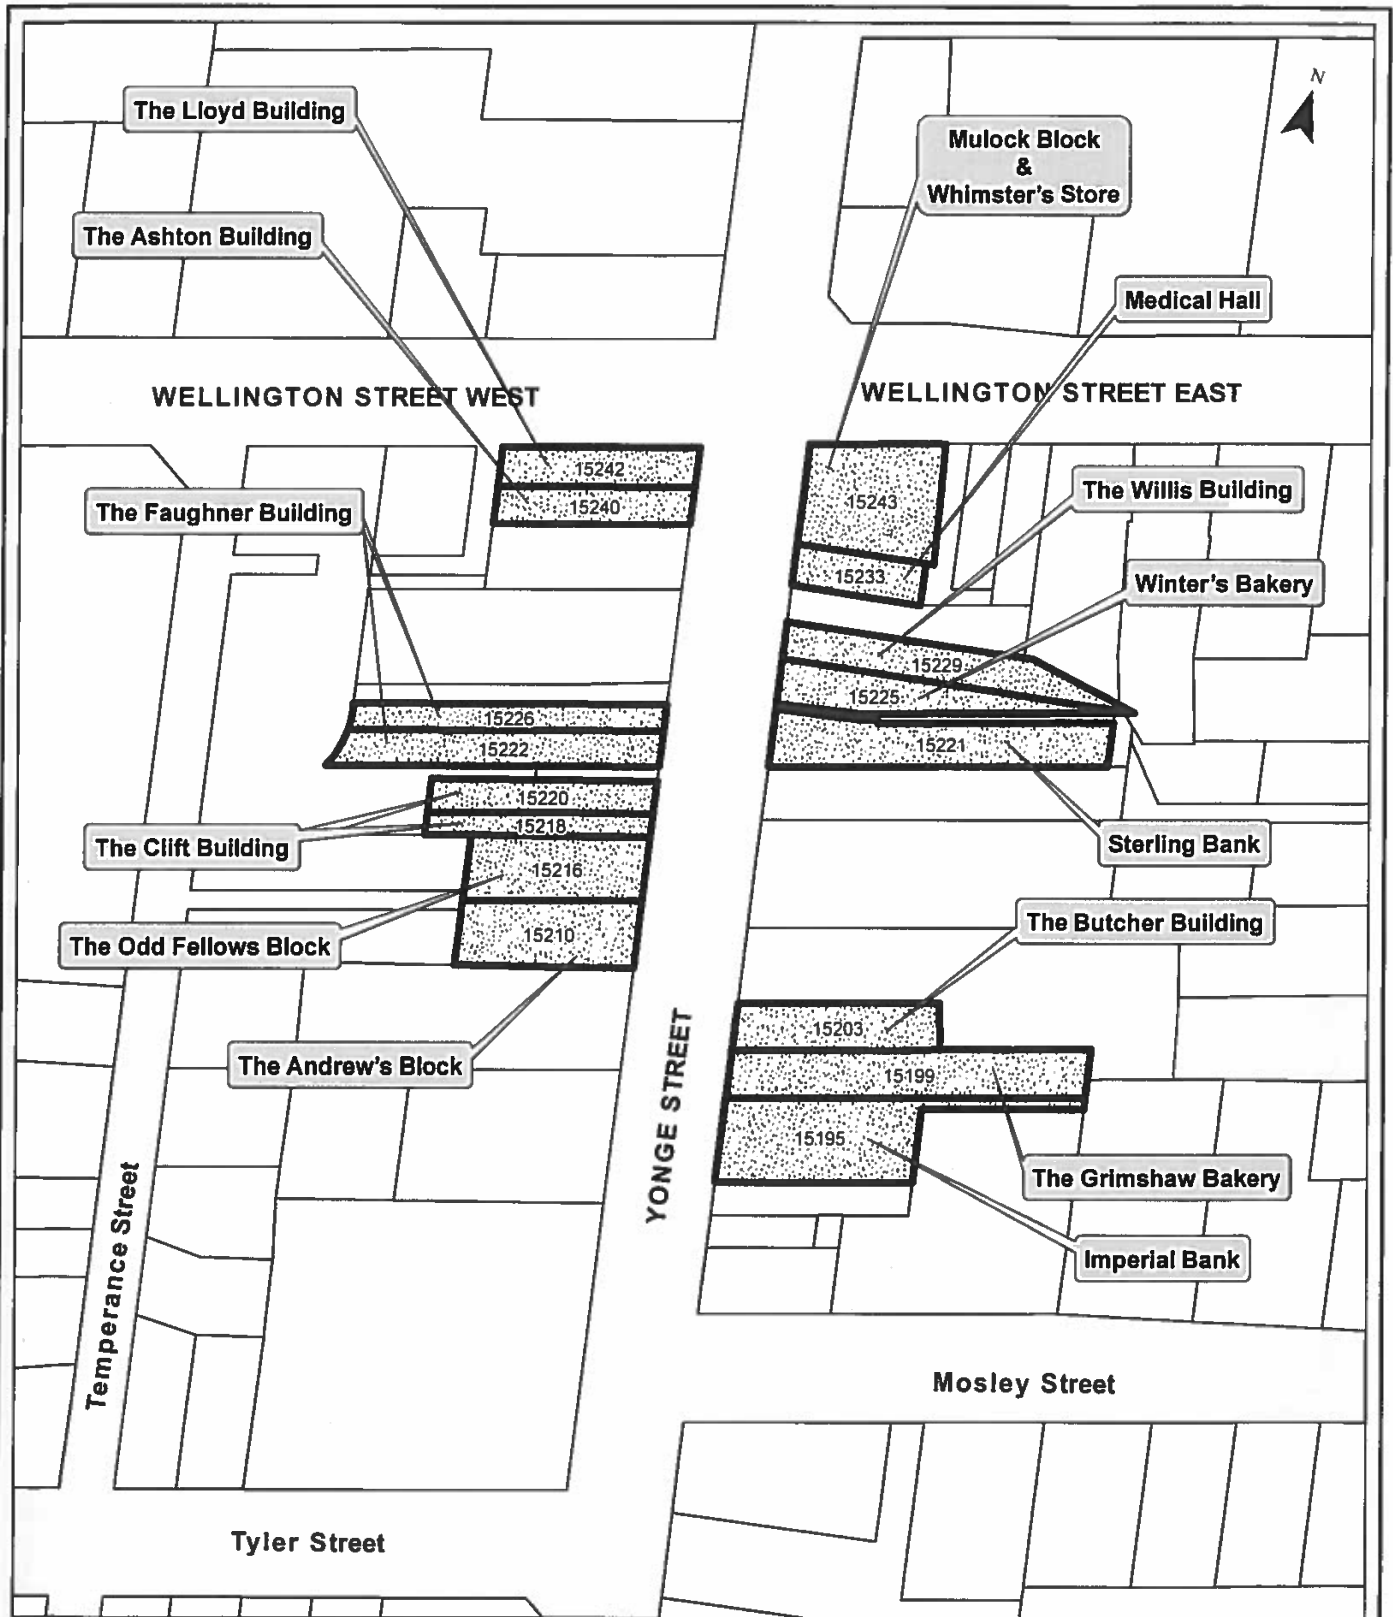 N
The Lloyd Building
Mulock Block
&
Whimster's Store
The Ashton Building
Medical Hall
WELLINGTON STREET WEST
WELLINGTON STREET EAST
15242
15240
15243
The Willis Building
The Faughner Building
15233
Winter's Bakery
15229
15225
15226
15222
15221
15220
15218
The Clift Building
Sterling Bank
15216
The Butcher Building
The Odd Fellows Block
15210
15203
The Andrew's Block
15199
YONGE STREET
15195
The Grimshaw Bakery
Imperial Bank
Temperance Street
Mosley Street
Tyler Street